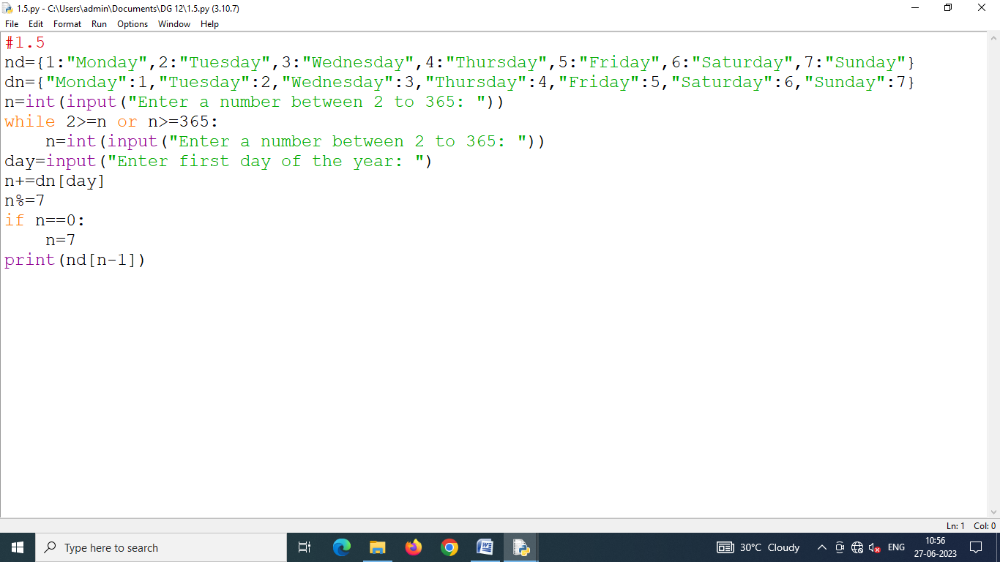 1.5.py - C:\Users\admin\Documents\DG 12\1.5.py (3.10.7)
File Edit Format Run Options Window Help
#1.5
nd={1:"Monday",2:"Tuesday",3:"Wednesday",4:"Thursday",5:"Friday",6:"Saturday",7:"Sunday"}
dn={"Monday":1,"Tuesday":2,"Wednesday":3,"Thursday":4,"Friday":5,"Saturday":6,"Sunday":7}
n=int(input("Enter a number between 2 to 365: "))
while 2>=n or n>=365:
    n=int(input("Enter a number between 2 to 365: "))
day=input("Enter first day of the year: ")
n+=dn[day]
n%=7
if n==0:
    n=7
print(nd[n-1])
Ln: 1 Col: 0
Type here to search
30°C Cloudy
ENG
10:56
27-06-2023